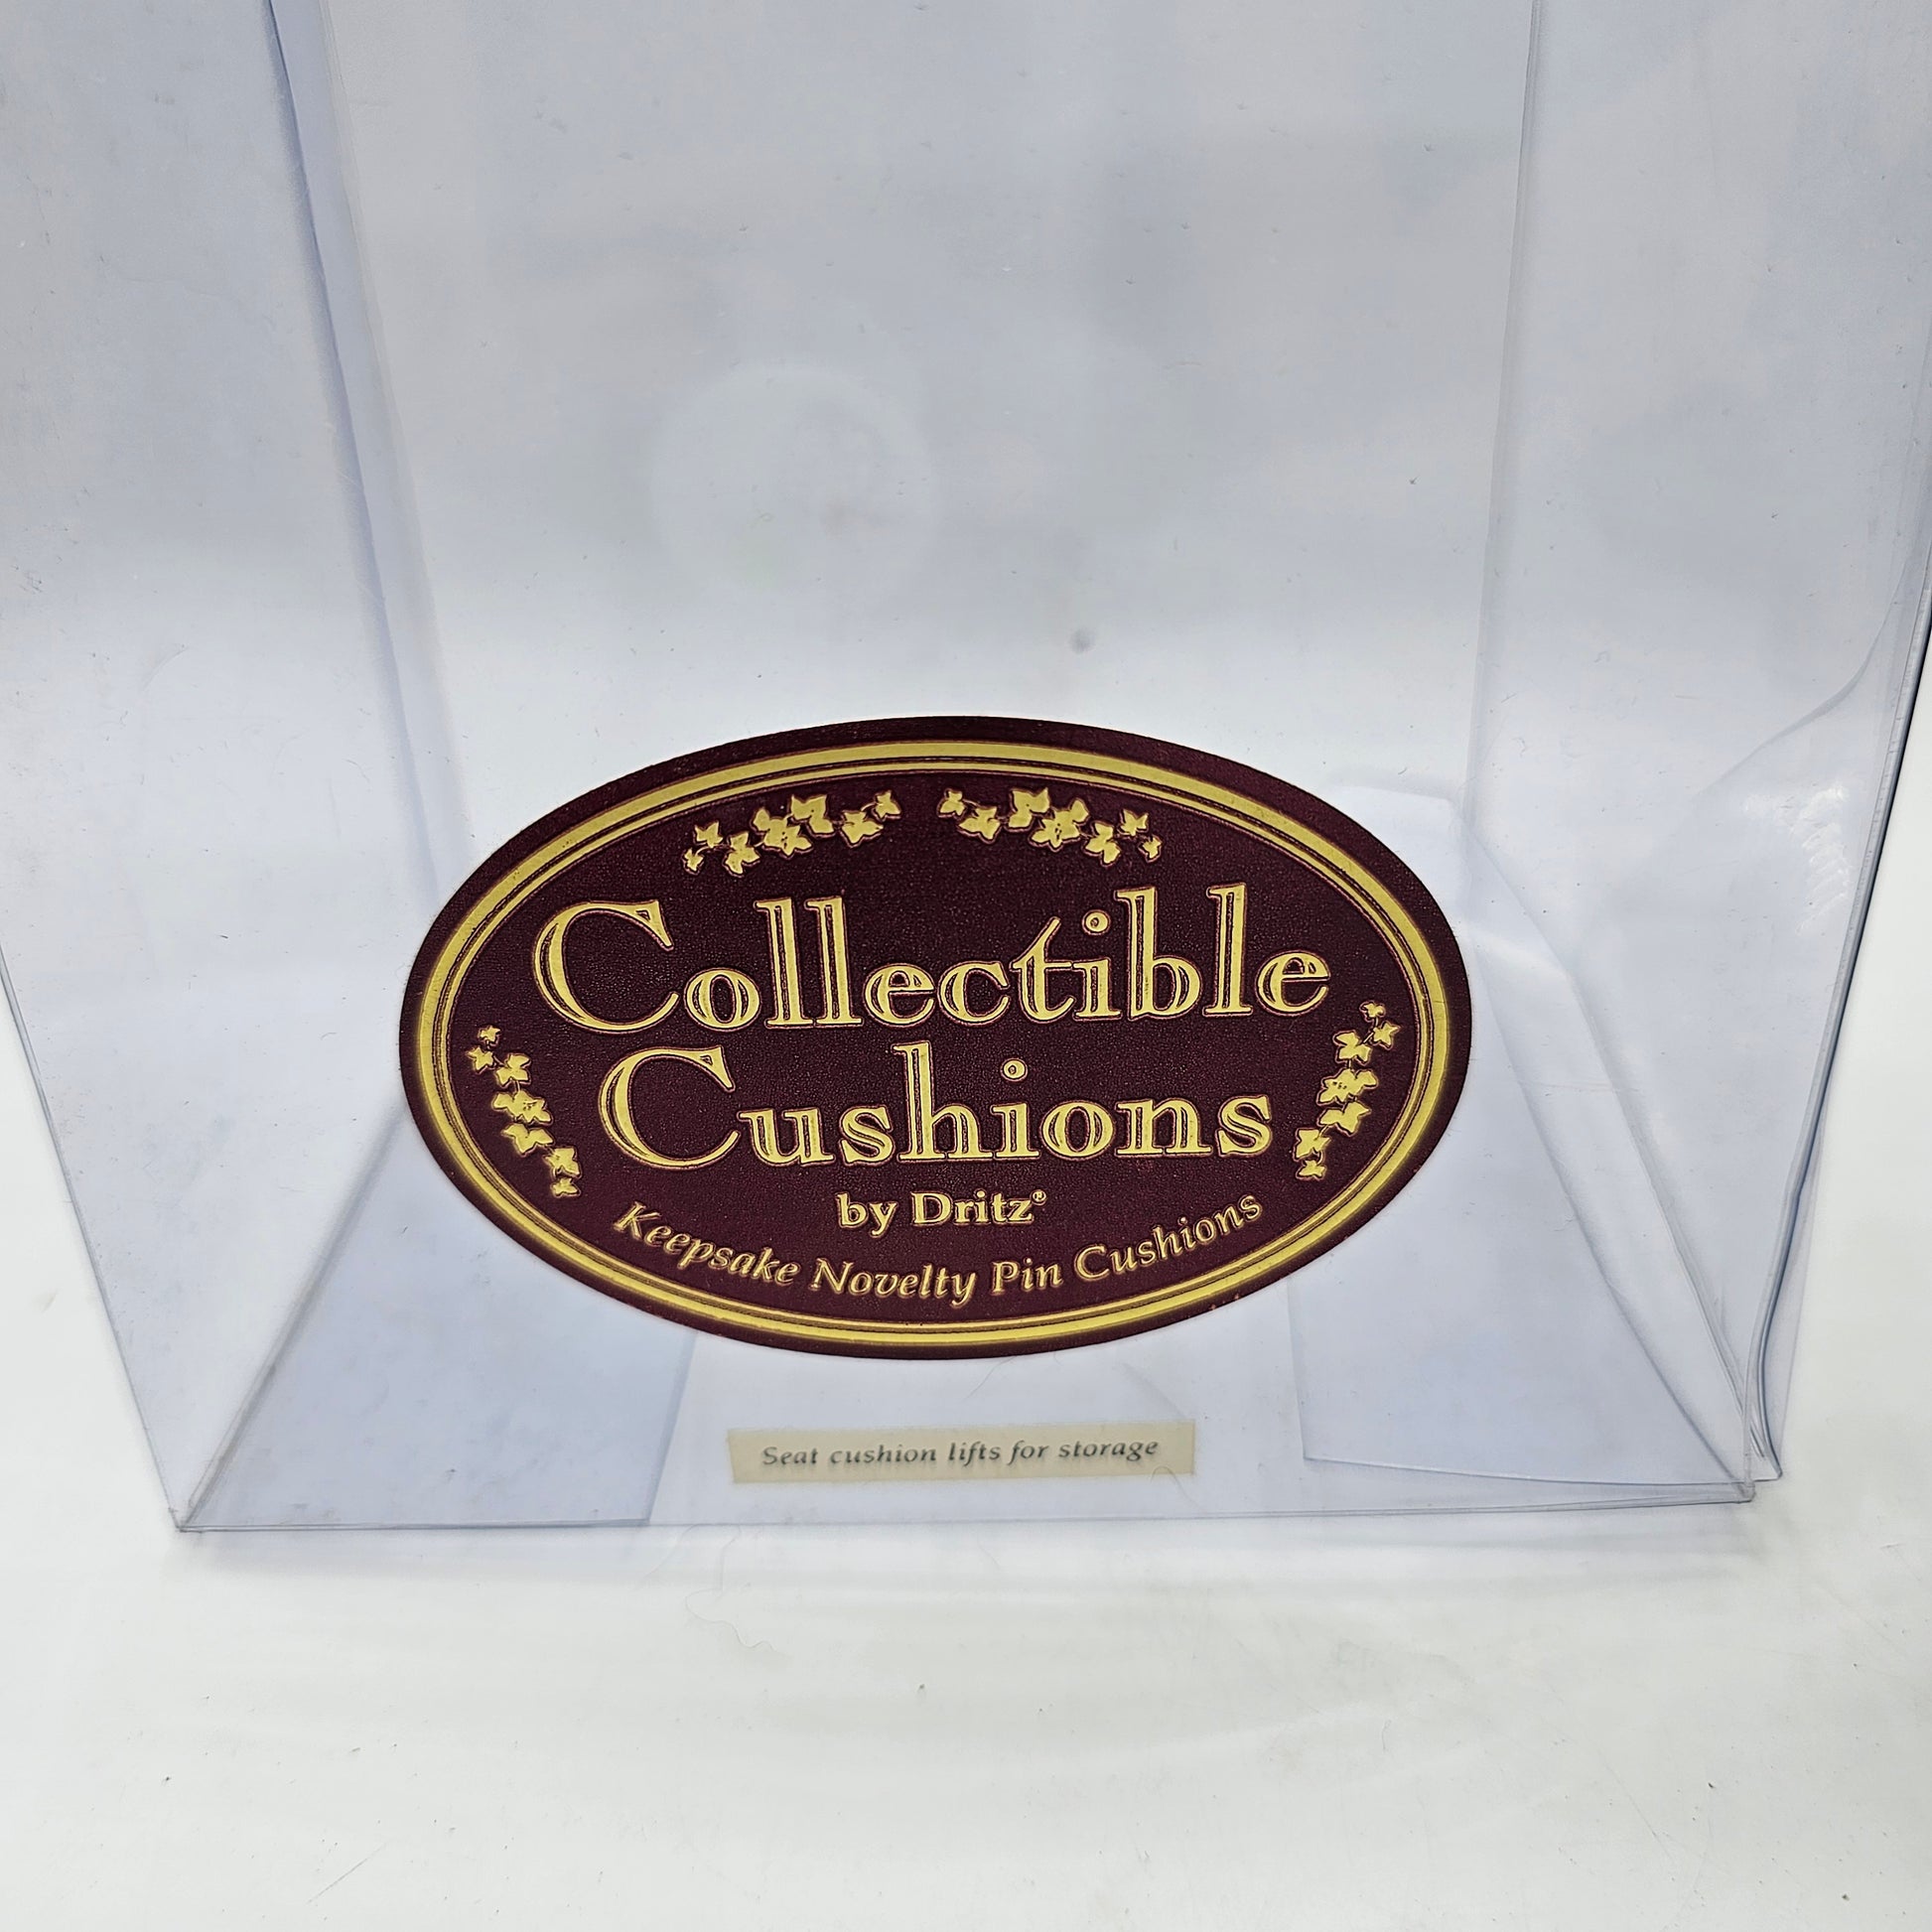 Collectible
Cushions
by Dritz®
Keepsake Novelty Pin Cushions
Seat cushion lifts for storage